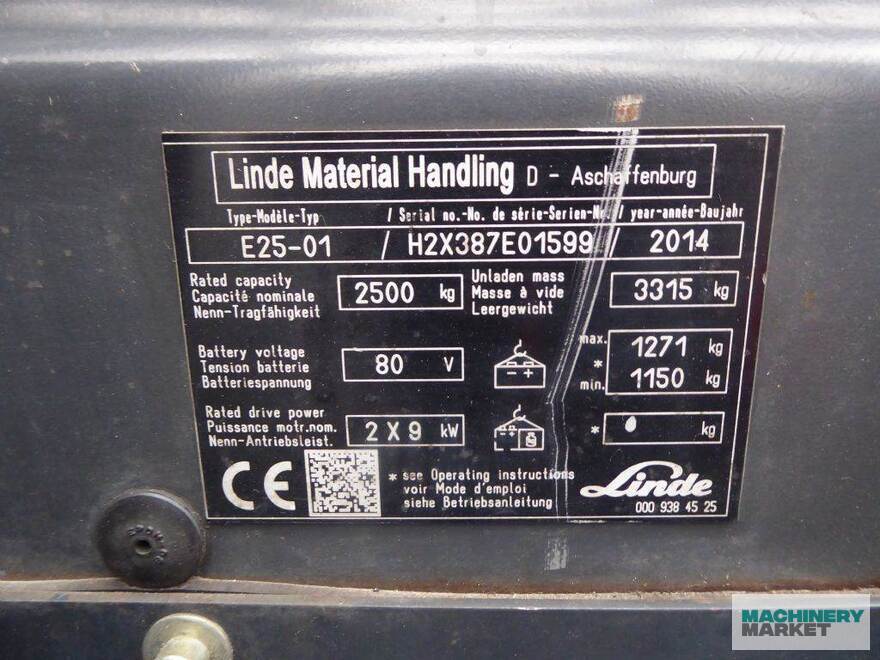 Linde Material Handling D - Aschaffenburg
Type-Modèle-Typ / Serial no.-No. de série-Serien-Nr. / year-année-Baujahr
E25-01 / H2X387E01599 / 2014
Rated capacity
Capacité nominale
Nenn-Tragfähigkeit
2500 kg
Unladen mass
Masse à vide
Leergewicht
3315 kg
Battery voltage
Tension batterie
Batteriespannung
80 V
- +
max. 1271 kg
*
min. 1150 kg
Rated drive power
Puissance motr.nom.
Nenn-Antriebsleist.
2 X 9 kW
- +
* 0 kg
CE
* see Operating instructions
voir Mode d'emploi
siehe Betriebsanleitung
Linde
000 938 45 25
MACHINERY
MARKET